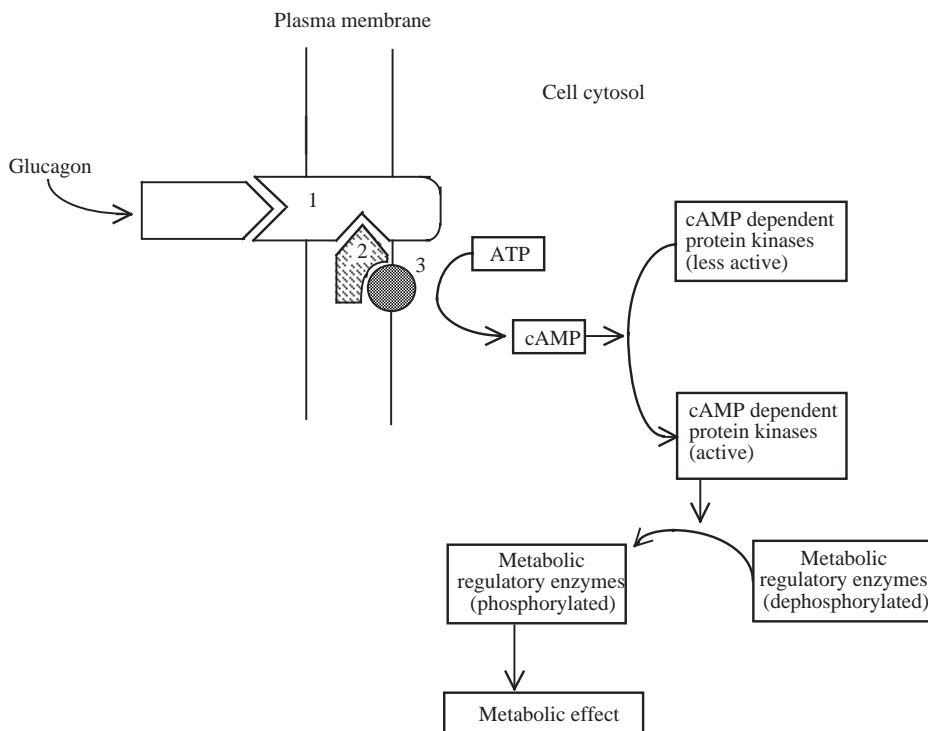 Plasma membrane
Cell cytosol
Glucagon
1
2
3
ATP
cAMP
cAMP dependent
protein kinases
(less active)
cAMP dependent
protein kinases
(active)
Metabolic
regulatory enzymes
(phosphorylated)
Metabolic
regulatory enzymes
(dephosphorylated)
Metabolic effect